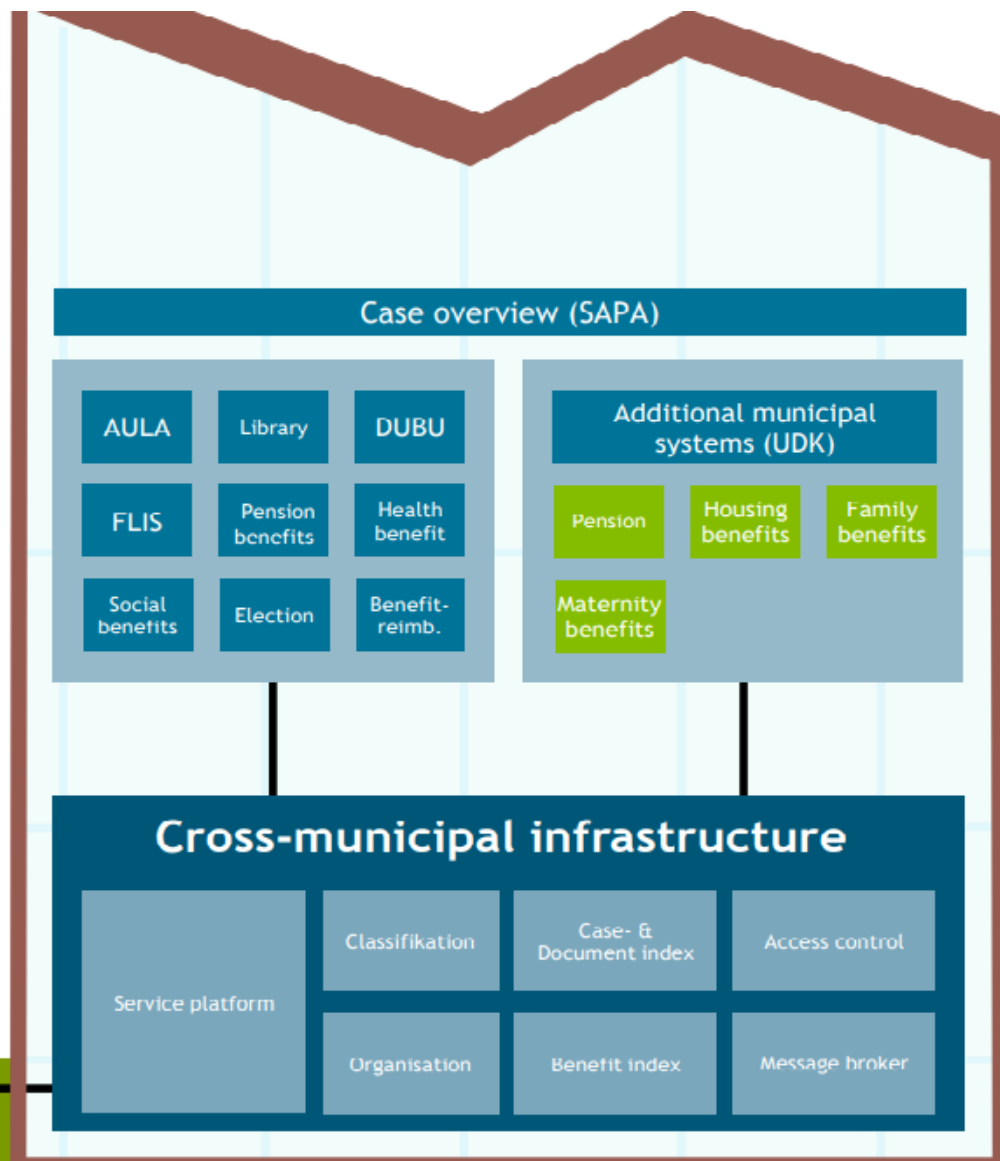 Case overview (SAPA)
AULA
Library
DUBU
FLIS
Pension
benefits
Health
benefit
Social
benefits
Election
Benefit-
reimb.
Additional municipal
systems (UDK)
Pension
Housing
benefits
Family
benefits
Maternity
benefits
Cross-municipal infrastructure
Service platform
Classifikation
Case- &
Document index
Access control
Organisation
Benefit index
Message broker